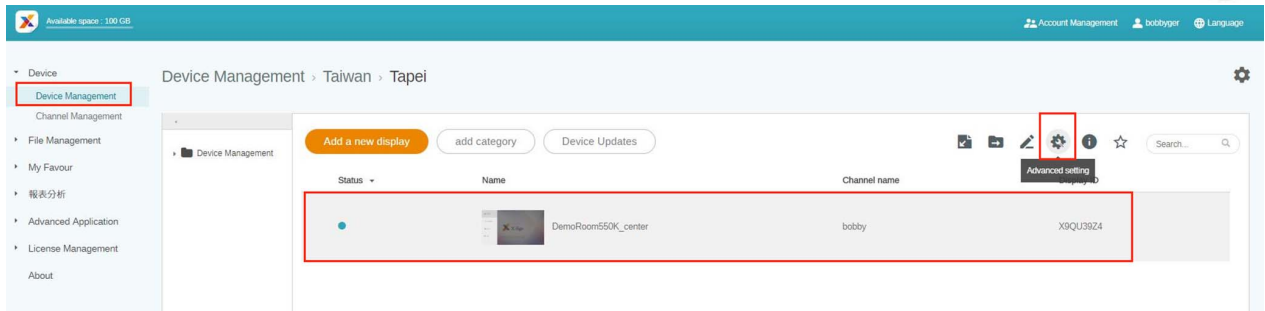 Available space : 100 GB
Account Management
bobbyger
Language
Device
Device Management
Channel Management
File Management
My Favour
報表分析
Advanced Application
License Management
About
Device Management › Taiwan › Tapei
Device Management
Add a new display
add category
Device Updates
Search...
Advanced setting
Status
Name
Channel name
DemoRoom550K_center
bobby
X9QU39Z4